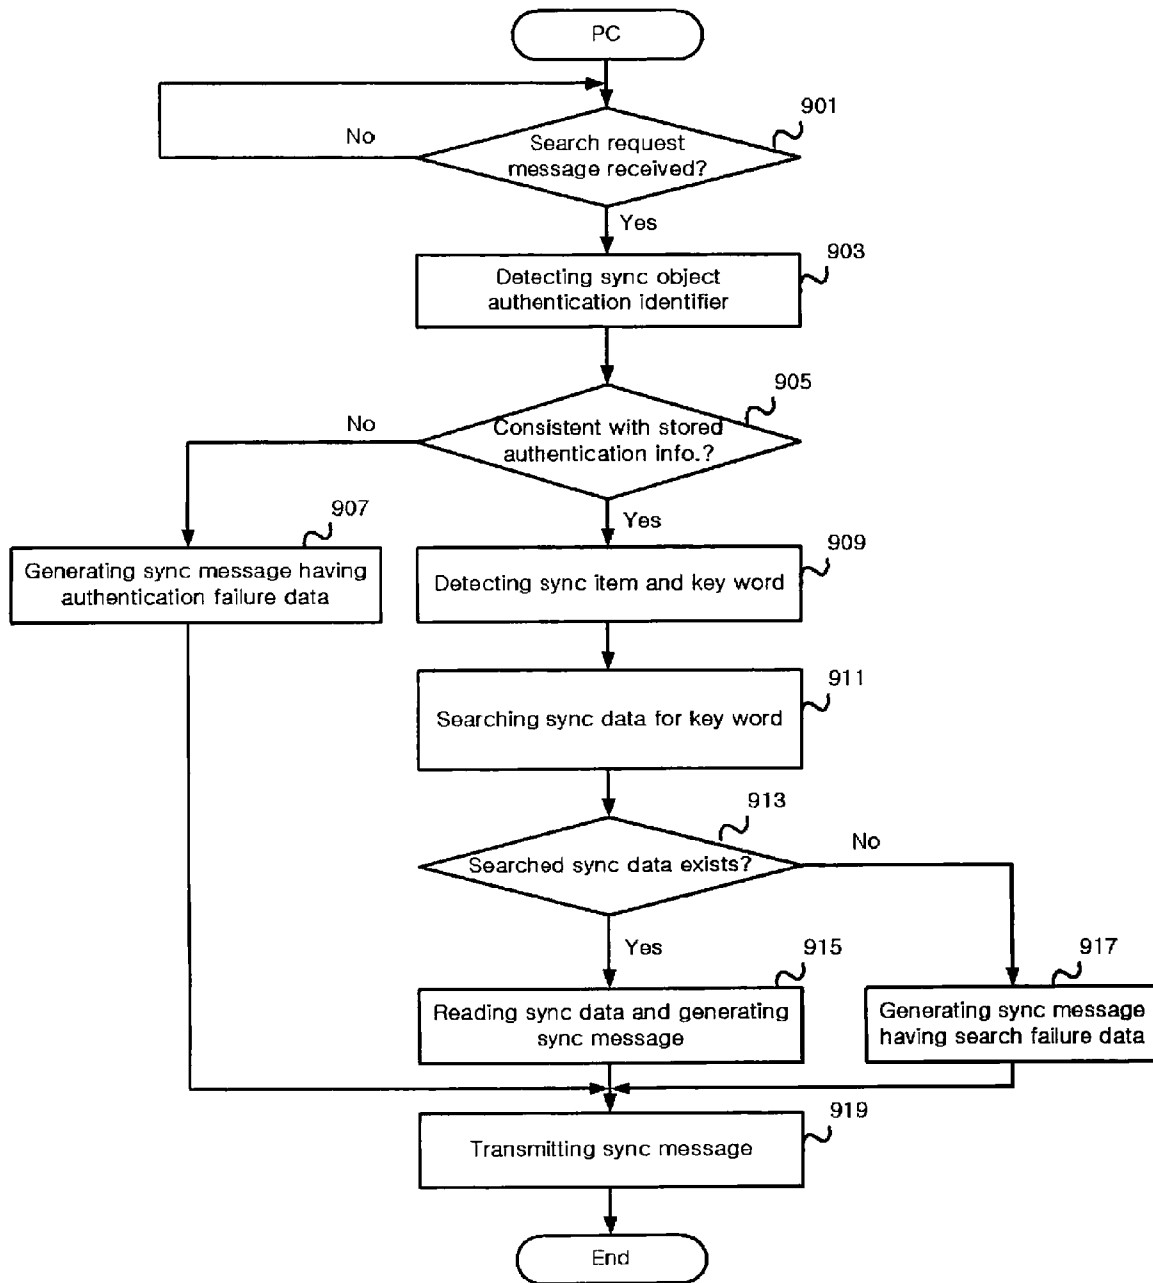 PC
901
No
Search request
message received?
Yes
903
Detecting sync object
authentication identifier
905
No
Consistent with stored
authentication info.?
907
Yes
909
Generating sync message having
authentication failure data
Detecting sync item and key word
911
Searching sync data for key word
913
No
Searched sync data exists?
Yes
915
917
Reading sync data and generating
sync message
Generating sync message
having search failure data
919
Transmitting sync message
End